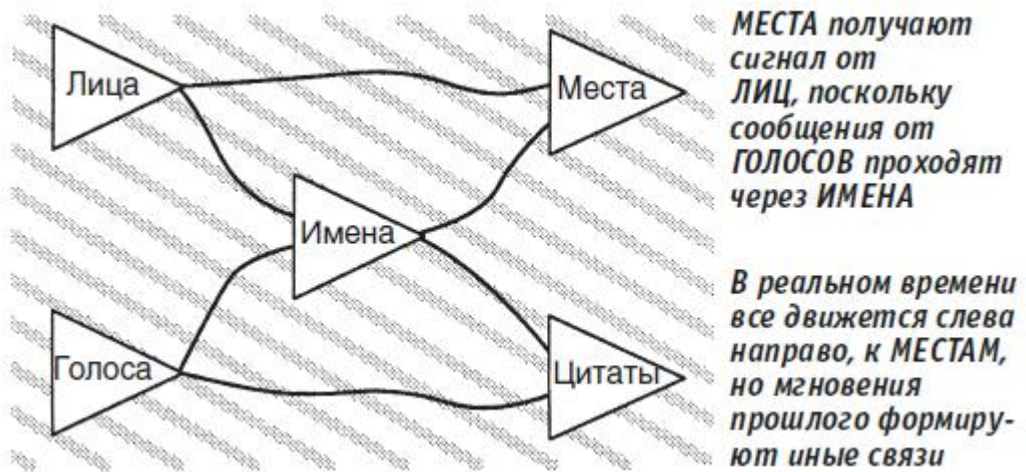 Лица
Места
Имена
Голоса
Цитаты
МЕСТА получают
сигнал от
ЛИЦ, поскольку
сообщения от
ГОЛОСОВ проходят
через ИМЕНА
В реальном времени
все движется слева
направо, к МЕСТАМ,
но мгновения
прошлого формиру-
ют иные связи